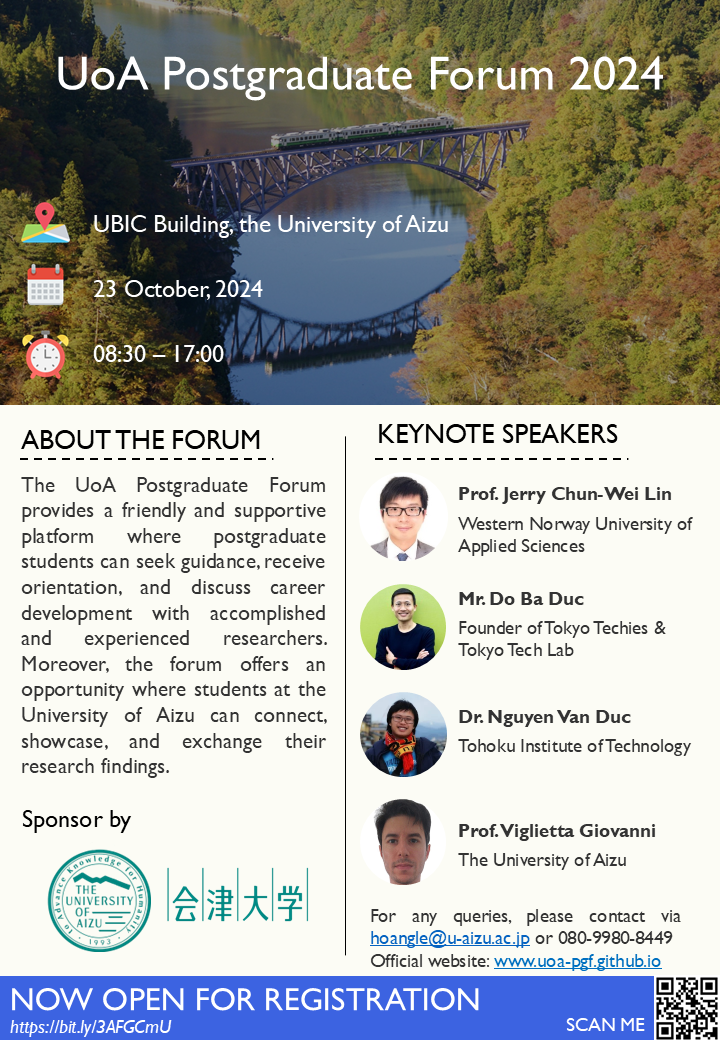 UoA Postgraduate Forum 2024
UBIC Building, the University of Aizu
23 October, 2024
08:30 – 17:00
ABOUT THE FORUM
The UoA Postgraduate Forum
provides a friendly and supportive
platform where postgraduate
students can seek guidance, receive
orientation, and discuss career
development with accomplished
and experienced researchers.
Moreover, the forum offers an
opportunity where students at the
University of Aizu can connect,
showcase, and exchange their
research findings.
Sponsor by
to Advance Knowledge for Humanity
THE
UNIVERSITY
OF
AIZU
· 1993 ·
会津大学
KEYNOTE SPEAKERS
Prof. Jerry Chun-Wei Lin
Western Norway University of
Applied Sciences
Mr. Do Ba Duc
Founder of Tokyo Techies &
Tokyo Tech Lab
Dr. Nguyen Van Duc
Tohoku Institute of Technology
Prof. Viglietta Giovanni
The University of Aizu
For any queries, please contact via
hoangle@u-aizu.ac.jp or 080-9980-8449
Official website: www.uoa-pgf.github.io
NOW OPEN FOR REGISTRATION
https://bit.ly/3AFGCmU
SCAN ME